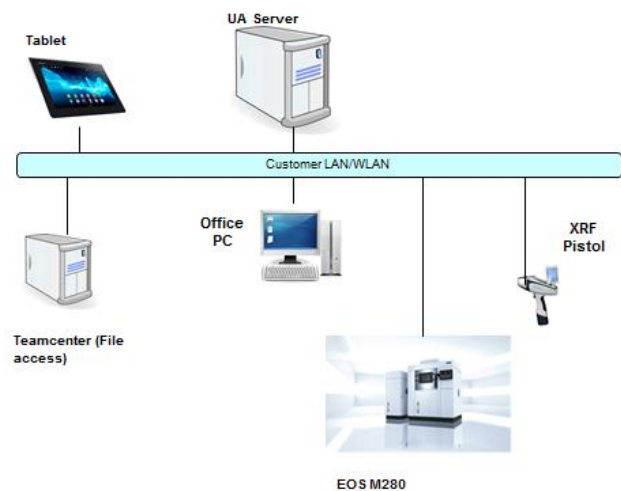 UA Server
Tablet
Customer LAN/WLAN
Office
PC
XRF
Pistol
Teamcenter (File
access)
EOS M280